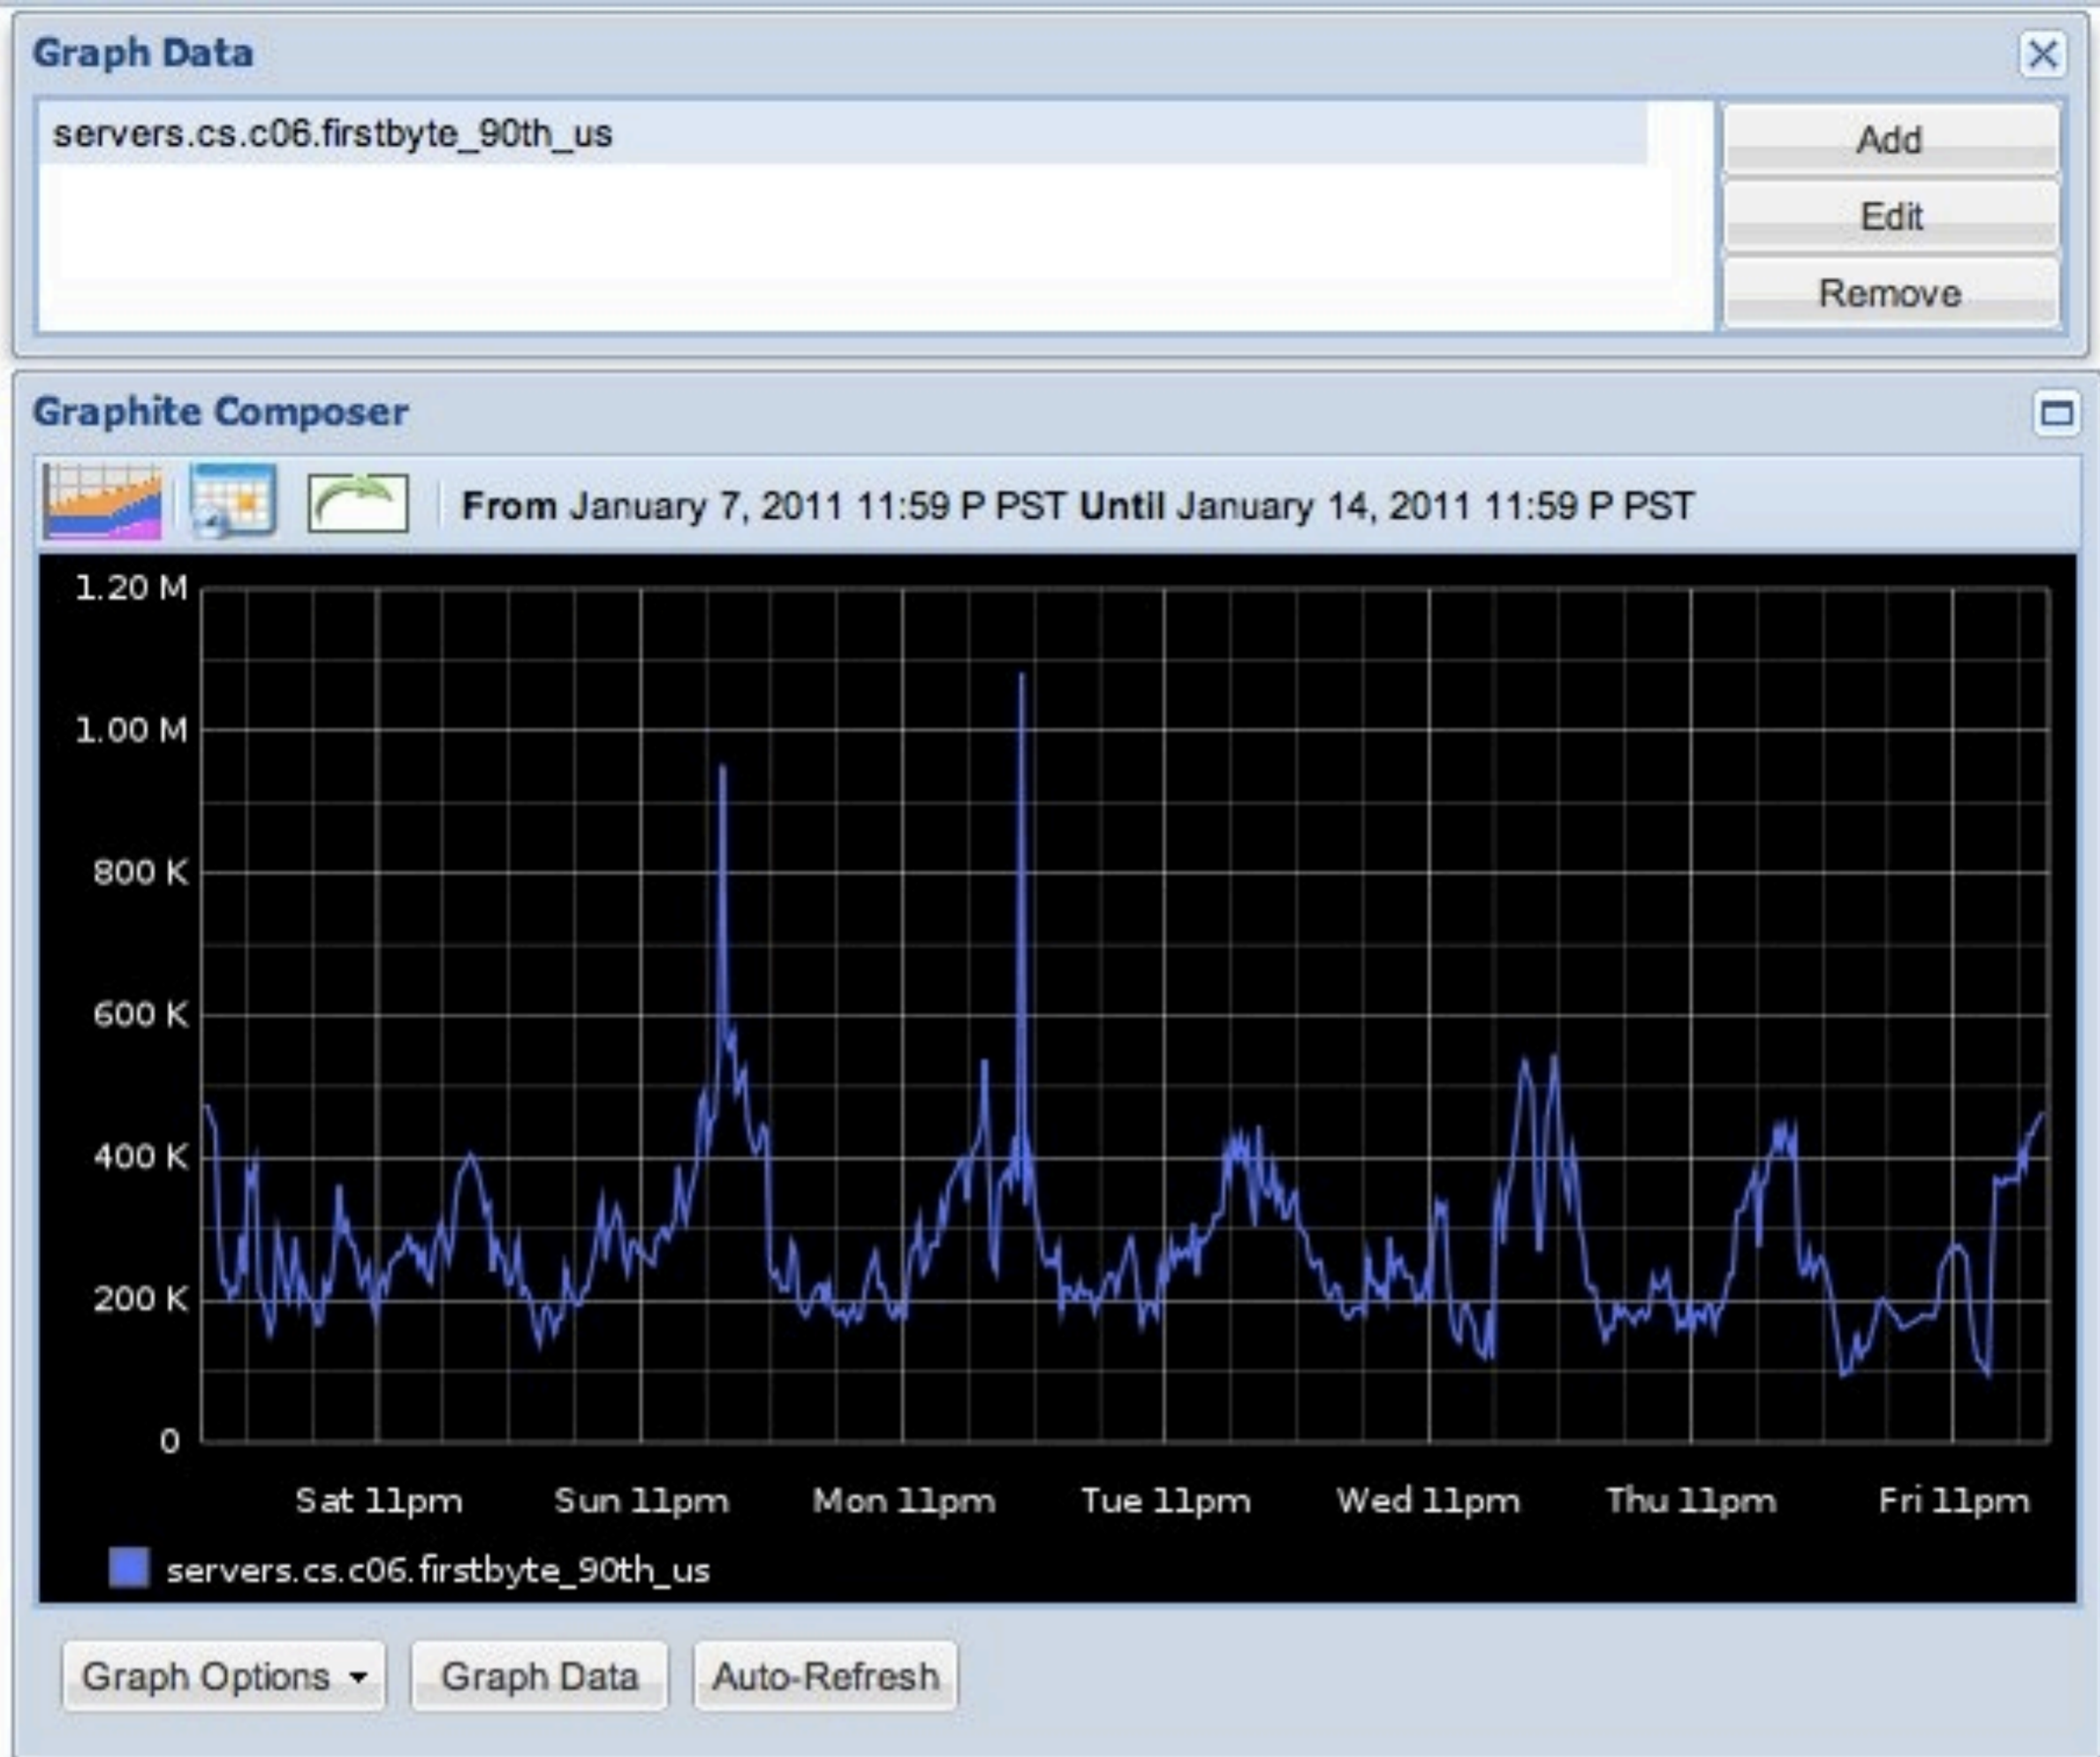 Graph Data
servers.cs.c06.firstbyte_90th_us
Add
Edit
Remove
Graphite Composer
From January 7, 2011 11:59 P PST Until January 14, 2011 11:59 P PST
1.20 M
1.00 M
800 K
600 K
400 K
200 K
0
Sat 11pm Sun 11pm Mon 11pm Tue 11pm Wed 11pm Thu 11pm Fri 11pm
servers.cs.c06.firstbyte_90th_us
Graph Options Graph Data Auto-Refresh